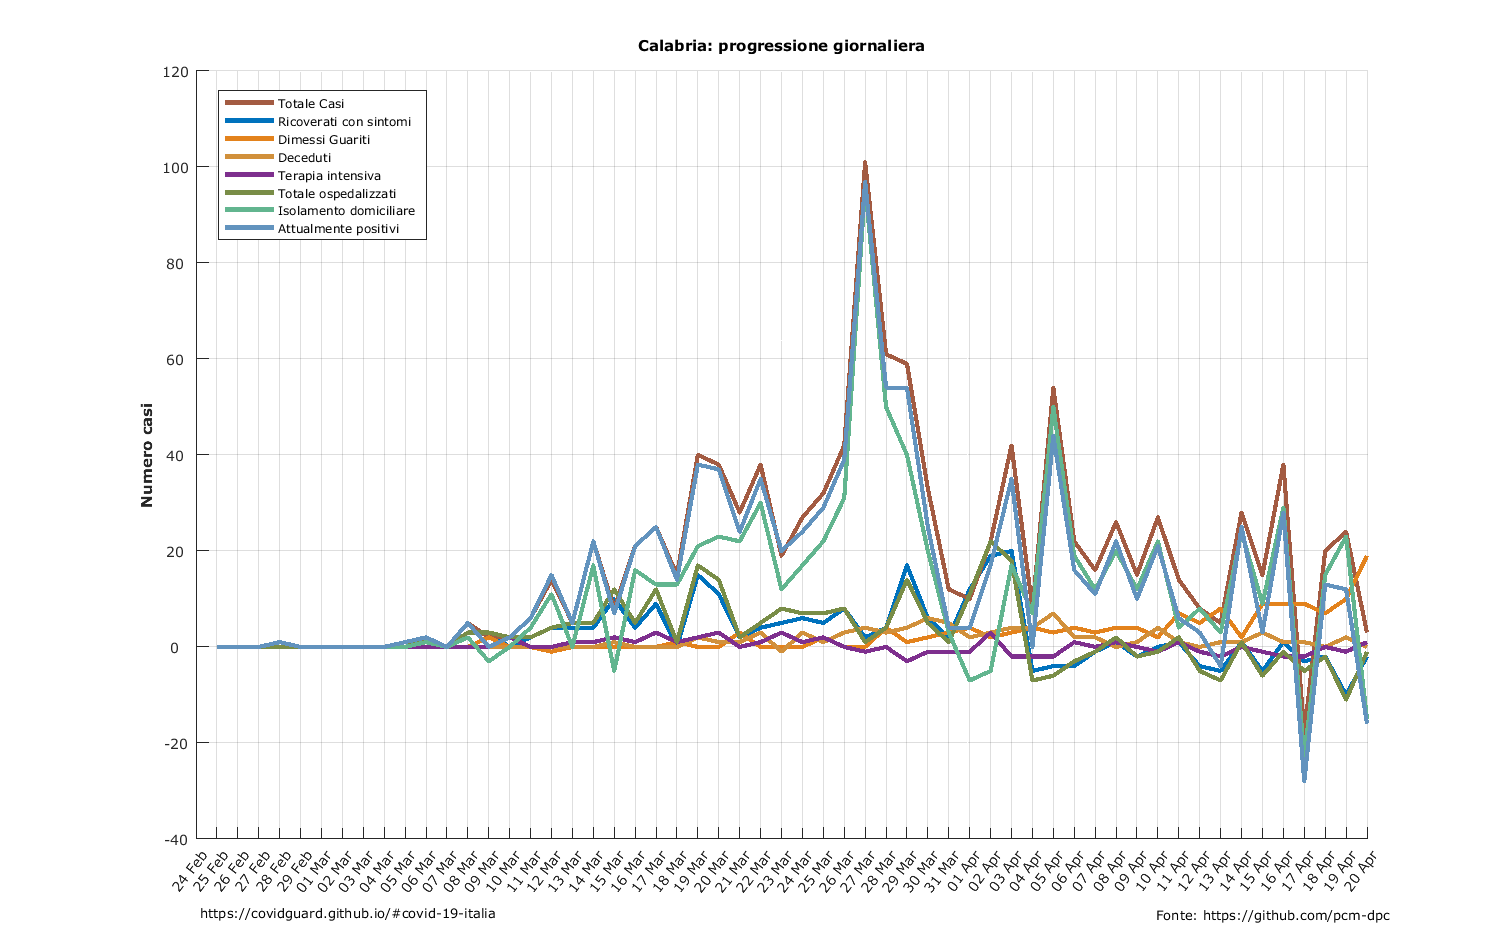 Calabria: progressione giornaliera
120
100
80
60
40
20
0
-20
-40
Numero casi
Totale Casi
Ricoverati con sintomi
Dimessi Guariti
Deceduti
Terapia intensiva
Totale ospedalizzati
Isolamento domiciliare
Attualmente positivi
24 Feb
25 Feb
26 Feb
27 Feb
28 Feb
29 Feb
01 Mar
02 Mar
03 Mar
04 Mar
05 Mar
06 Mar
07 Mar
08 Mar
09 Mar
10 Mar
11 Mar
12 Mar
13 Mar
14 Mar
15 Mar
16 Mar
17 Mar
18 Mar
19 Mar
20 Mar
21 Mar
22 Mar
23 Mar
24 Mar
25 Mar
26 Mar
27 Mar
28 Mar
29 Mar
30 Mar
31 Mar
01 Apr
02 Apr
03 Apr
04 Apr
05 Apr
06 Apr
07 Apr
08 Apr
09 Apr
10 Apr
11 Apr
12 Apr
13 Apr
14 Apr
15 Apr
16 Apr
17 Apr
18 Apr
19 Apr
20 Apr
https://covidguard.github.io/#covid-19-italia
Fonte: https://github.com/pcm-dpc